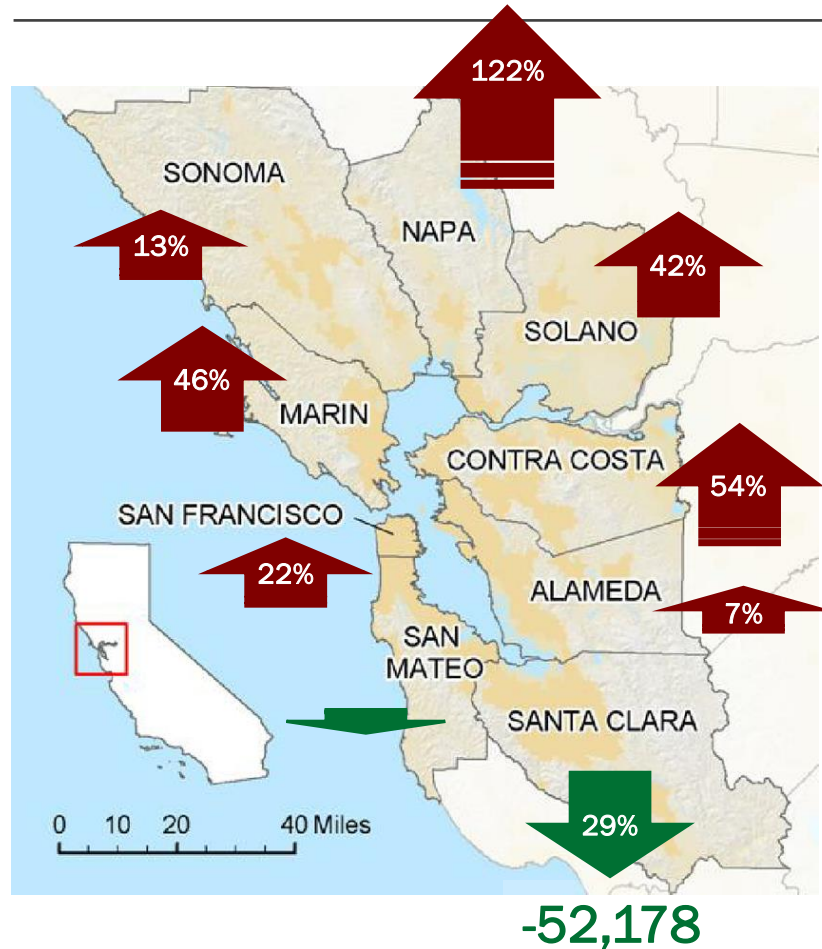 122%
SONOMA
NAPA
13%
42%
SOLANO
46%
MARIN
CONTRA COSTA
54%
SAN FRANCISCO
22%
ALAMEDA
7%
SAN
MATEO
SANTA CLARA
29%
0 10 20 40 Miles
-52,178